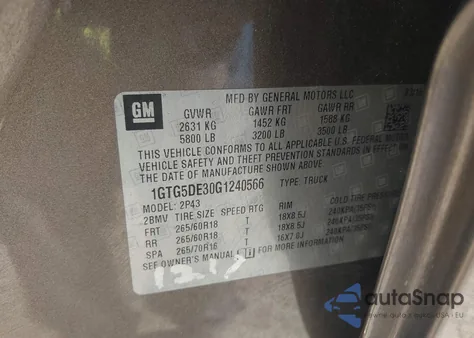 GM
MFD BY GENERAL MOTORS LLC
GVWR GAWR FRT GAWR RR
2631 KG 1452 KG 1588 KG
5800 LB 3200 LB 3500 LB
THIS VEHICLE CONFORMS TO ALL APPLICABLE U.S. FEDERAL MOTOR
VEHICLE SAFETY AND THEFT PREVENTION STANDARDS IN EFFECT ON
THE DATE OF MANUFACTURE SHOWN ABOVE.
1GTG5DE30G1240566 TYPE: TRUCK
MODEL: 2P43
2BMV TIRE SIZE SPEED RTG RIM COLD TIRE
FRT 265/60R18 T 18X8.5J
RR 265/60R18 T 18X8.5J
SPA 265/70R16 T 16X7.0J
SEE OWNER'S MANUAL
autoSnap